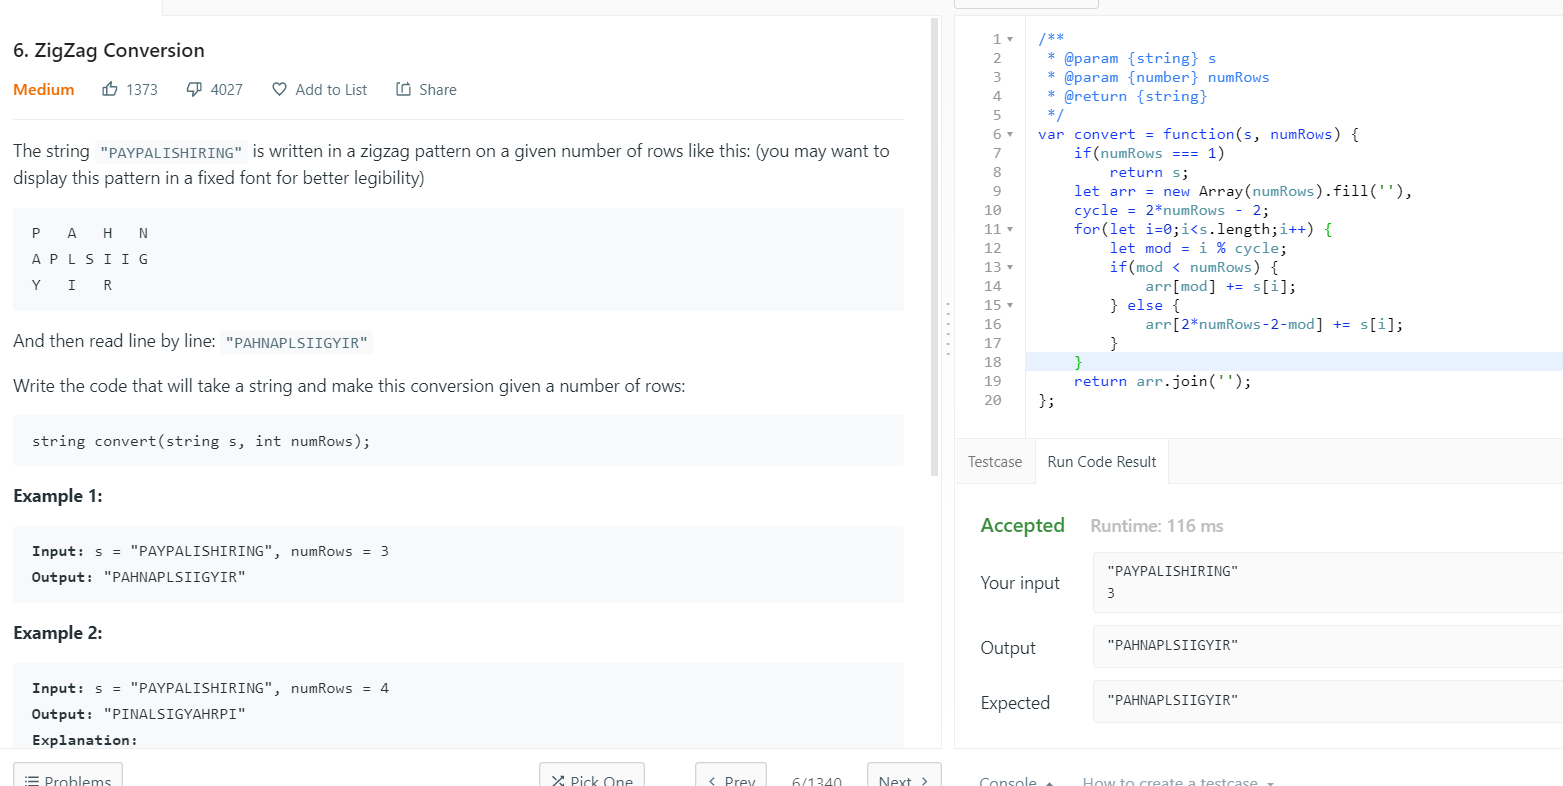 6. ZigZag Conversion
Medium 1373 4027 Add to List Share
The string "PAYPALISHIRING" is written in a zigzag pattern on a given number of rows like this: (you may want to
display this pattern in a fixed font for better legibility)
P   A   H   N
A P L S I I G
Y   I   R
And then read line by line: "PAHNAPLSIIGYIR"
Write the code that will take a string and make this conversion given a number of rows:
string convert(string s, int numRows);
Example 1:
Input: s = "PAYPALISHIRING", numRows = 3
Output: "PAHNAPLSIIGYIR"
Example 2:
Input: s = "PAYPALISHIRING", numRows = 4
Output: "PINALSIGYAHRPI"
Explanation:
Problems Pick One Prev 6/1340 Next
1 /**
2  * @param {string} s
3  * @param {number} numRows
4  * @return {string}
5  */
6 var convert = function(s, numRows) {
7     if(numRows === 1)
8         return s;
9     let arr = new Array(numRows).fill(''),
10     cycle = 2*numRows - 2;
11     for(let i=0;i<s.length;i++) {
12         let mod = i % cycle;
13         if(mod < numRows) {
14             arr[mod] += s[i];
15         } else {
16             arr[2*numRows-2-mod] += s[i];
17         }
18     }
19     return arr.join('');
20 };
Testcase Run Code Result
Accepted Runtime: 116 ms
Your input
"PAYPALISHIRING"
3
Output "PAHNAPLSIIGYIR"
Expected "PAHNAPLSIIGYIR"
Console How to create a testcase